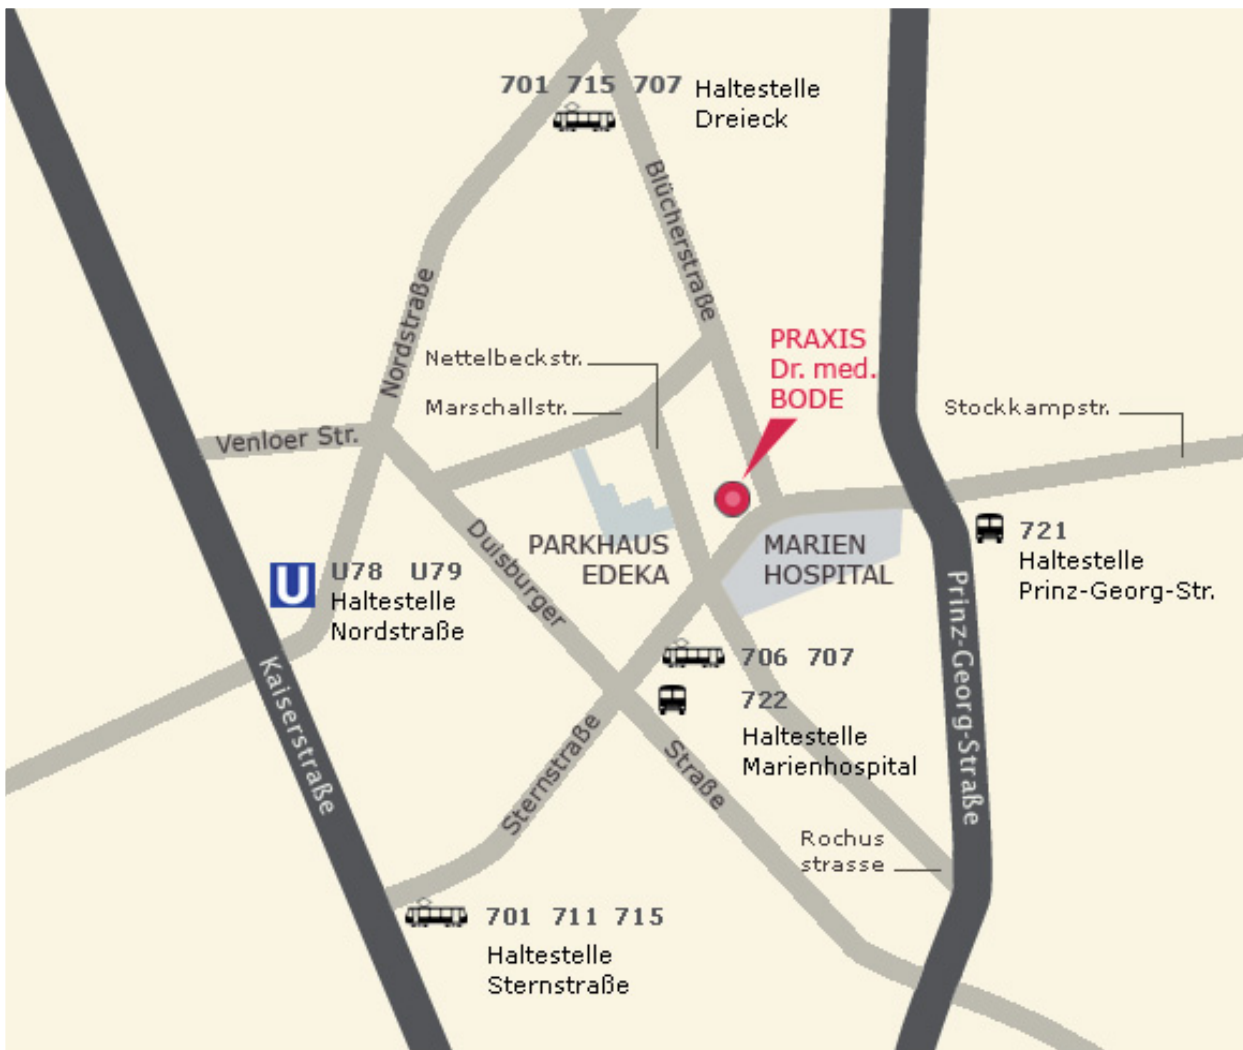 701 715 707
Haltestelle
Dreieck
Blücherstraße
Nordstraße
PRAXIS
Dr. med.
BODE
Nettelbeckstr.
Marschallstr.
Stockkampstr.
Venloer Str.
Duisburger
PARKHAUS
EDEKA
MARIEN
HOSPITAL
721
Haltestelle
Prinz-Georg-Str.
U
U78 U79
Haltestelle
Nordstraße
Prinz-Georg-Straße
706 707
722
Haltestelle
Marienhospital
Kaiserstraße
Sternstraße
Straße
Rochus
strasse
701 711 715
Haltestelle
Sternstraße